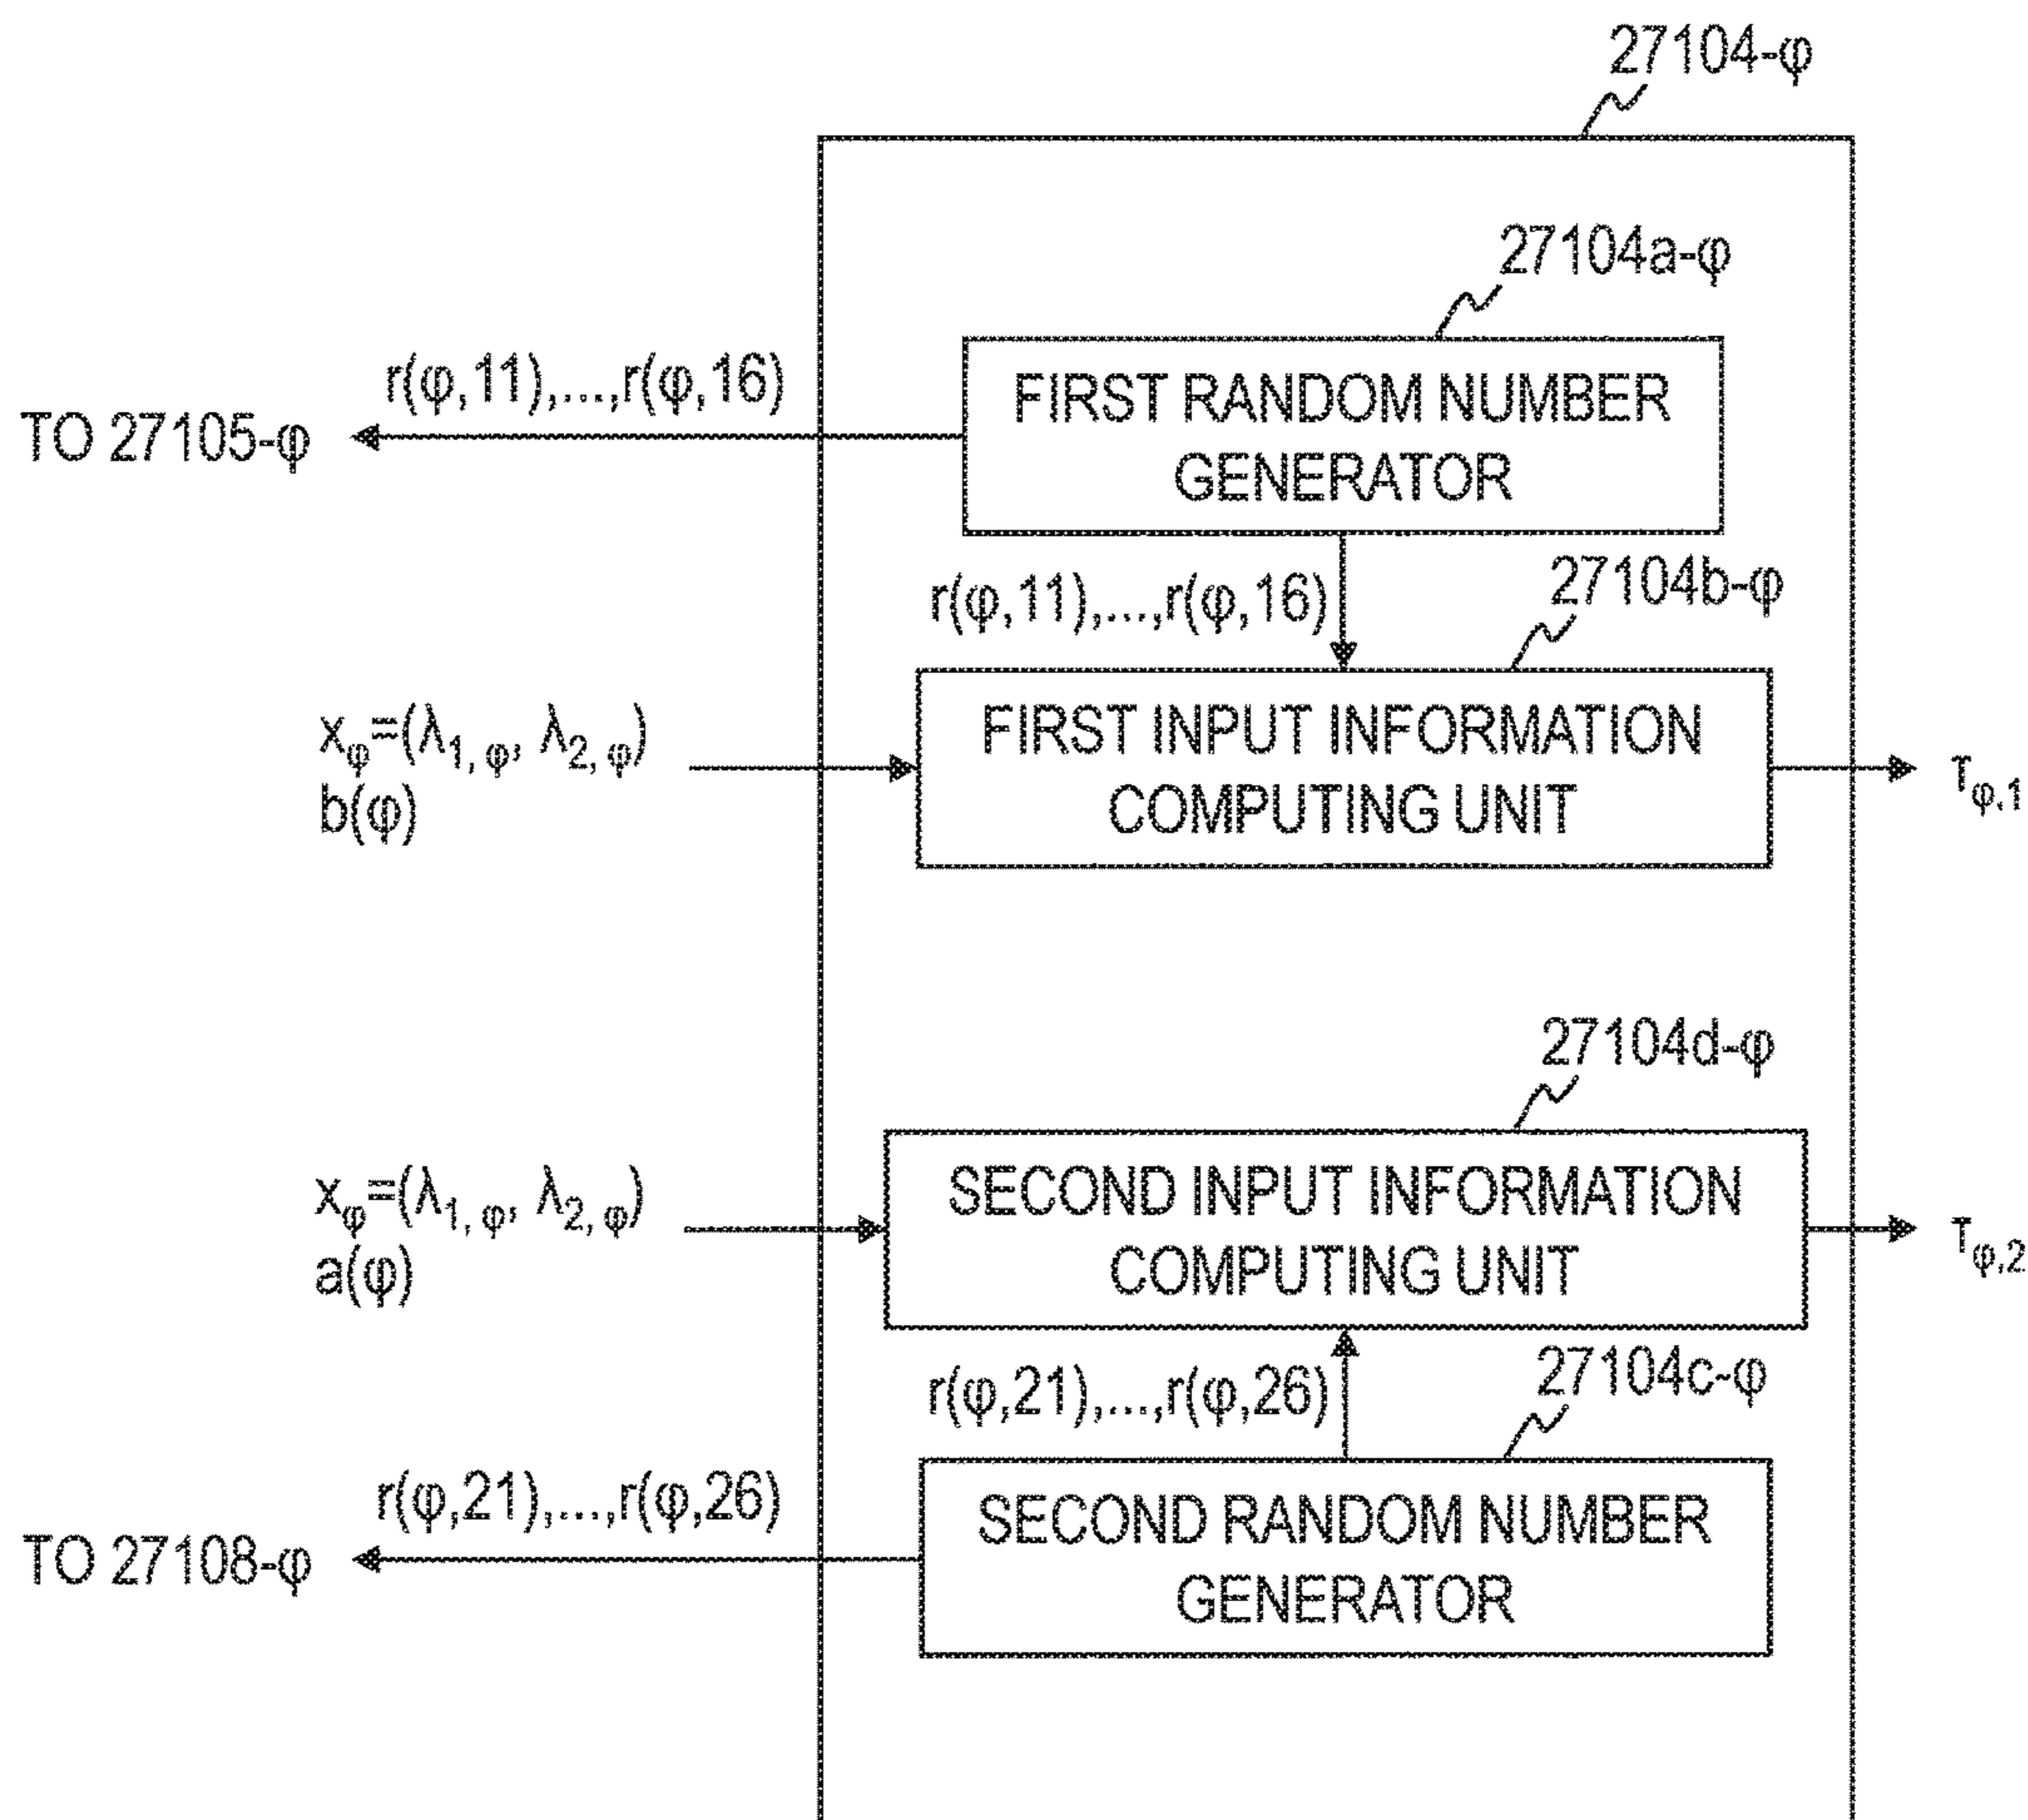 27104-φ
27104a-φ
r(φ,11),...,r(φ,16)
FIRST RANDOM NUMBER
GENERATOR
TO 27105-φ
r(φ,11),...,r(φ,16)
27104b-φ
xφ=(λ1, φ, λ2, φ)
b(φ)
FIRST INPUT INFORMATION
COMPUTING UNIT
τφ,1
27104d-φ
xφ=(λ1, φ, λ2, φ)
a(φ)
SECOND INPUT INFORMATION
COMPUTING UNIT
τφ,2
r(φ,21),...,r(φ,26)
27104c-φ
r(φ,21),...,r(φ,26)
TO 27108-φ
SECOND RANDOM NUMBER
GENERATOR